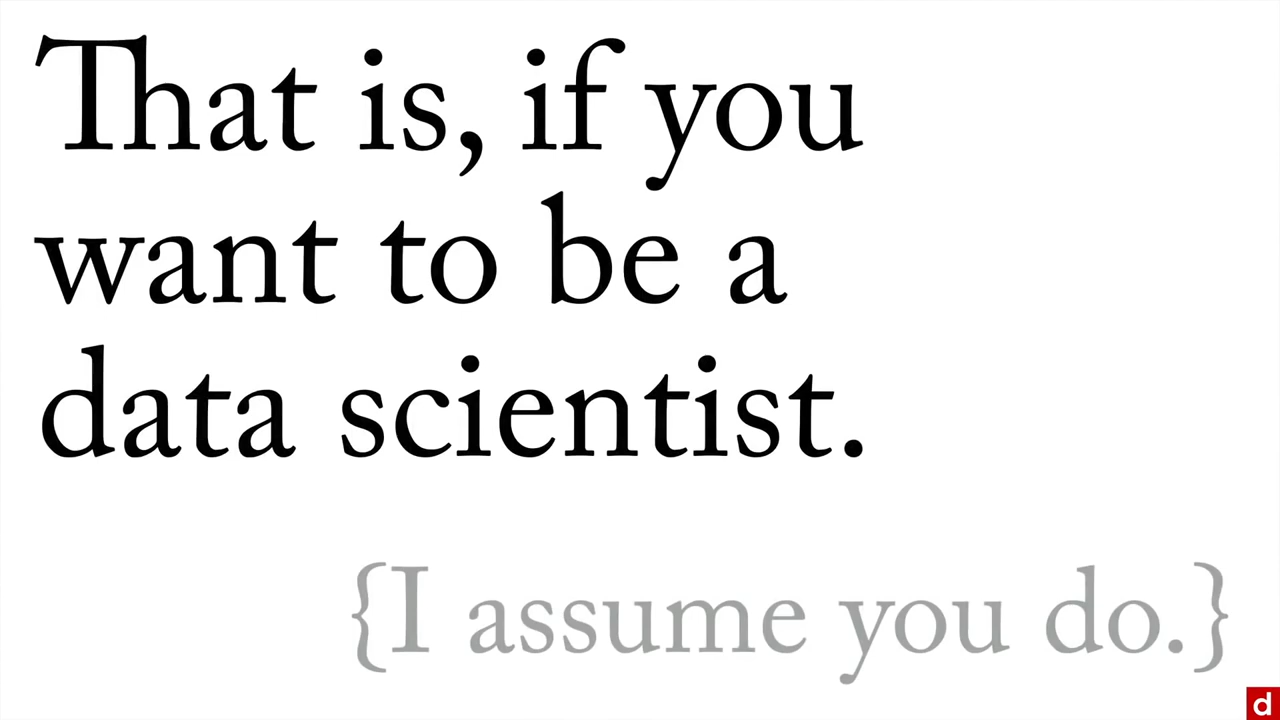 That is, if you
want to be a
data scientist.
{I assume you do.}
d